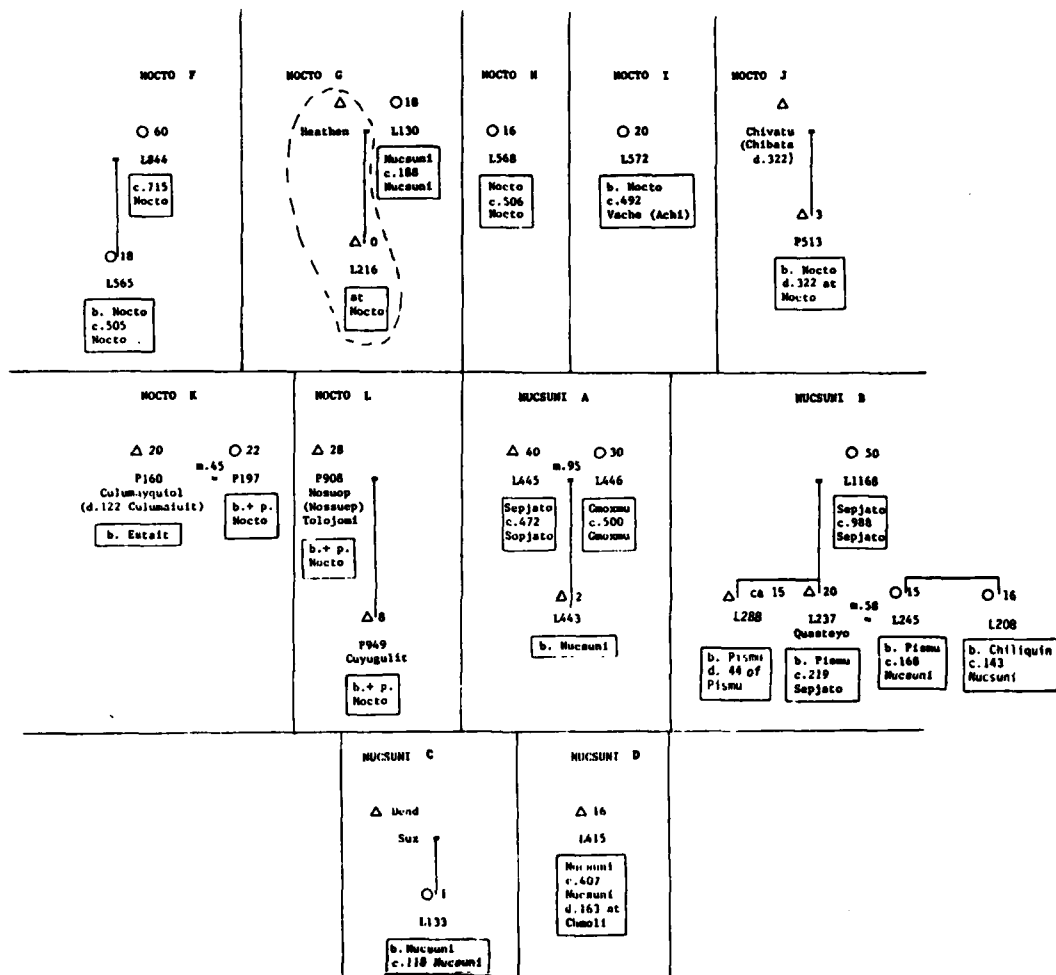 NOCTO F
60
L844
c.715
Nocto
18
L565
b. Nocto
c.505
Nocto
NOCTO G
18
Heathen
L130
Nucsuni
c.188
Nucsuni
0
L216
at
Nocto
NOCTO H
16
L568
Nocto
c.506
Nocto
NOCTO I
20
L572
b. Nocto
c.492
Vache (Achi)
NOCTO J
Chivatu
(Chibata
d.322)
3
P513
b. Nocto
d.322 at
Nocto
NOCTO K
20
22
m.45
=
P160
P197
Culumayquiol
(d.122 Culumaiuit)
b.+ p.
Nocto
b. Estait
NOCTO L
28
P908
Nosuop
(Nossuep)
Tolojomi
b.+ p.
Nocto
8
P949
Cuyugulit
b.+ p.
Nocto
NUCSUNI A
40
30
m.95
L445
L446
Sepjato
c.472
Sopjato
Gmoxmu
c.500
Gmoxmu
2
L443
b. Nucsuni
NUCSUNI B
50
L1168
Sepjato
c.988
Sepjato
ca 15
20
15
16
m.58
=
L288
L237
L245
L208
Quasteyo
b. Pismu
d. 44 of
Pismu
b. Pismu
c.219
Sepjato
b. Pismu
c.168
Nucsuni
b. Chiliquin
c.143
Nucsuni
NUCSUNI C
Dead
Sux
1
L133
b. Nucsuni
c.118 Nucsuni
NUCSUNI D
16
L415
Nucsuni
c.407
Nucsuni
d.163 at
Chmoli